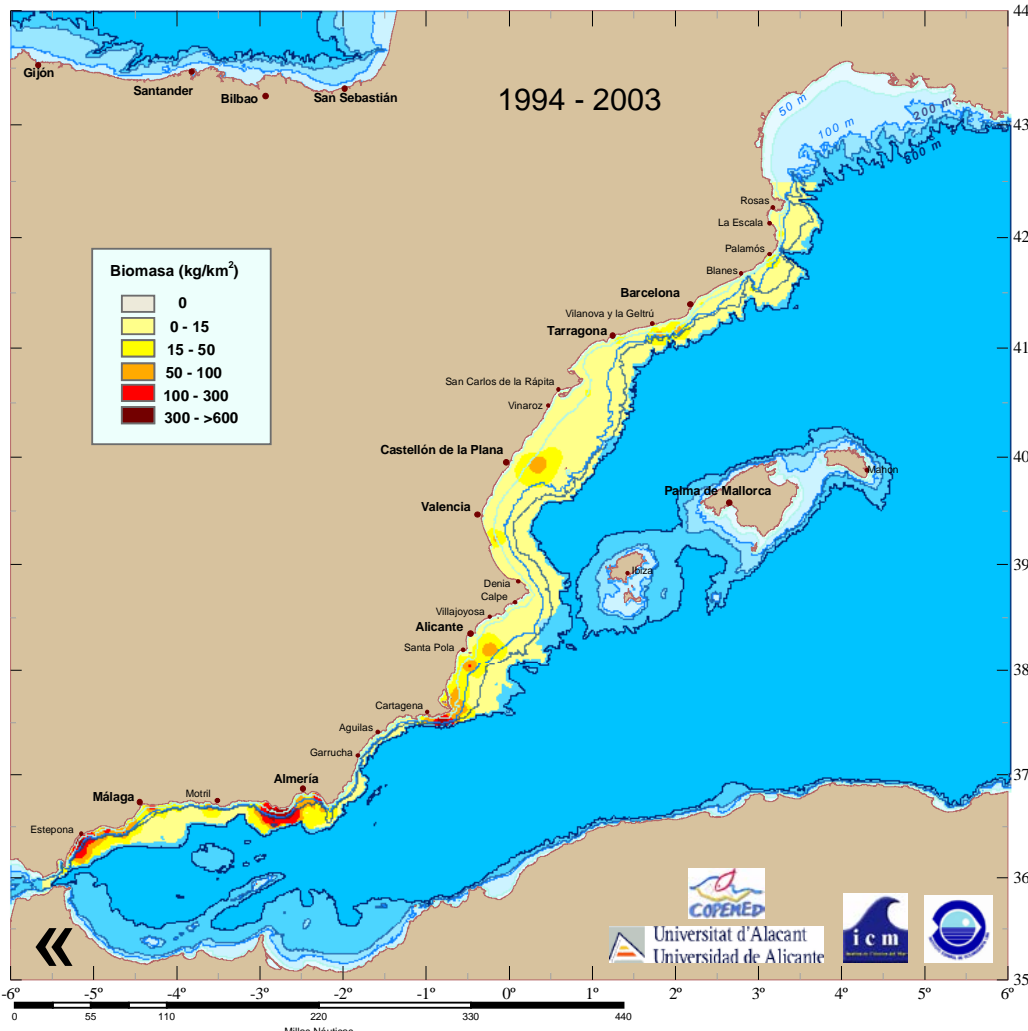 44
Gijón
Santander
Bilbao
San Sebastián
1994 - 2003
50 m
100 m
200 m
800 m
43
Rosas
La Escala
42
Palamós
Blanes
Biomasa (kg/km²)
0
0 - 15
15 - 50
50 - 100
100 - 300
300 - >600
Barcelona
Vilanova y la Geltrú
Tarragona
41
San Carlos de la Rápita
Vinaroz
Castellón de la Plana
40
Mahón
Palma de Mallorca
Valencia
39
Ibiza
Denia
Calpe
Villajoyosa
Alicante
Santa Pola
38
Cartagena
Aguilas
Garrucha
37
Almería
Málaga
Motril
Estepona
36
COPEMED
Universitat d'Alacant
Universidad de Alicante
icm
«
35
-6º -5º -4º -3º -2º -1º 0º 1º 2º 3º 4º 5º 6º
0 55 110 220 330 440
Millas Náuticas